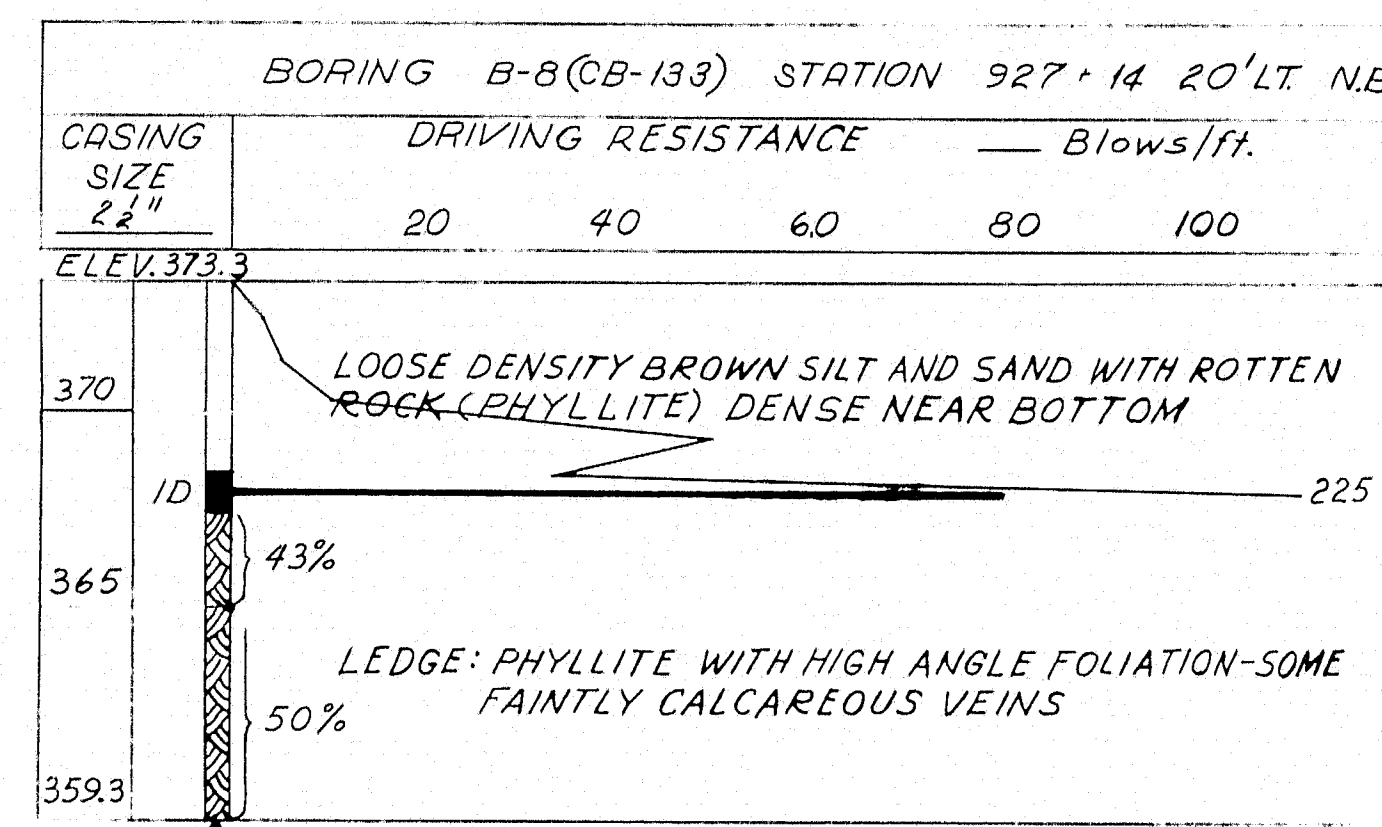 BORING B-8(CB-133) STATION 927+14 20'LT. N.B
CASING SIZE 2½"
DRIVING RESISTANCE — Blows/ft.
20 40 60 80 100
ELEV. 373.3
370
LOOSE DENSITY BROWN SILT AND SAND WITH ROTTEN
ROCK (PHYLLITE) DENSE NEAR BOTTOM
1D
225
43%
365
LEDGE: PHYLLITE WITH HIGH ANGLE FOLIATION-SOME
FAINTLY CALCAREOUS VEINS
50%
359.3